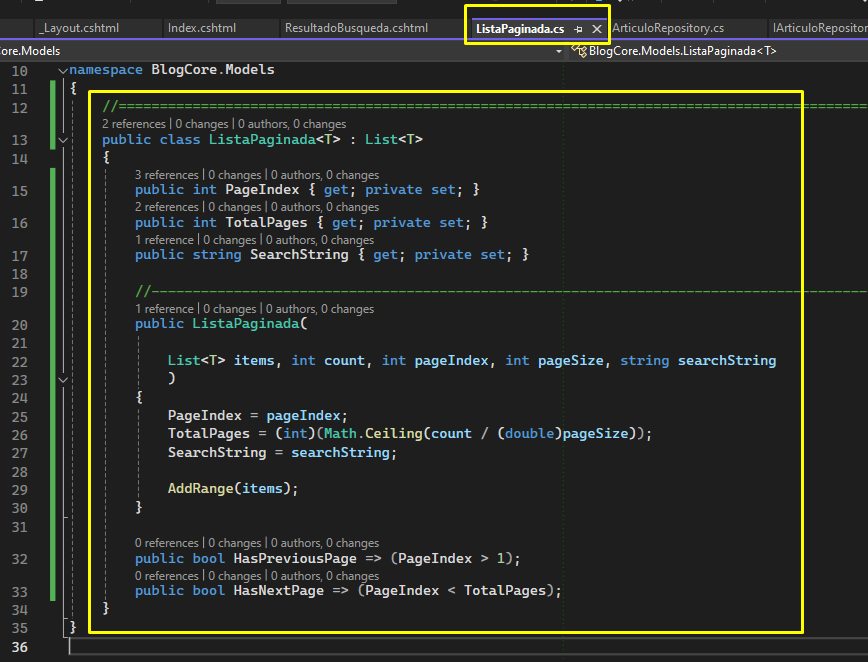 _Layout.cshtml Index.cshtml ResultadoBusqueda.cshtml ListaPaginada.cs ArticuloRepository.cs IArticuloRepositor
Core.Models BlogCore.Models.ListaPaginada<T>
10 namespace BlogCore.Models
11 {
12 //==========================================================================================
2 references | 0 changes | 0 authors, 0 changes
13 public class ListaPaginada<T> : List<T>
14 {
3 references | 0 changes | 0 authors, 0 changes
15 public int PageIndex { get; private set; }
2 references | 0 changes | 0 authors, 0 changes
16 public int TotalPages { get; private set; }
1 reference | 0 changes | 0 authors, 0 changes
17 public string SearchString { get; private set; }
18
19 //----------------------------------------------------------------------------------------
1 reference | 0 changes | 0 authors, 0 changes
20 public ListaPaginada(
21
22 List<T> items, int count, int pageIndex, int pageSize, string searchString
23 )
24 {
25 PageIndex = pageIndex;
26 TotalPages = (int)(Math.Ceiling(count / (double)pageSize));
27 SearchString = searchString;
28
29 AddRange(items);
30 }
31
0 references | 0 changes | 0 authors, 0 changes
32 public bool HasPreviousPage => (PageIndex > 1);
0 references | 0 changes | 0 authors, 0 changes
33 public bool HasNextPage => (PageIndex < TotalPages);
34 }
35 }
36